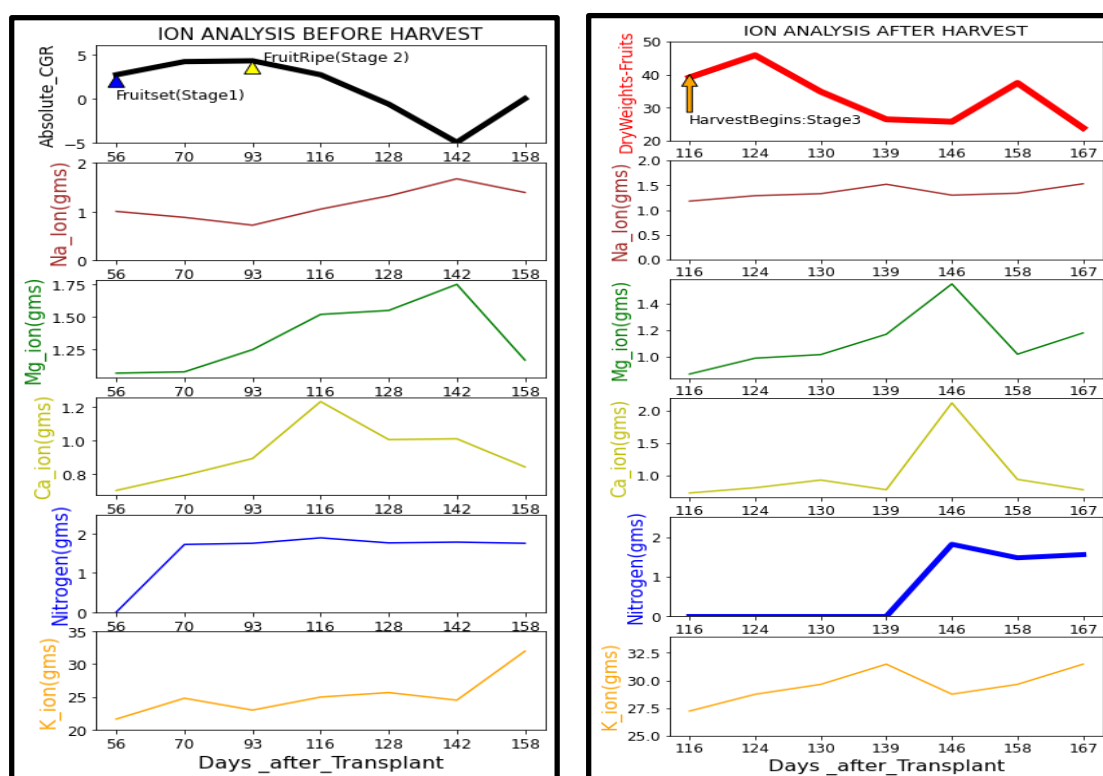 ION ANALYSIS BEFORE HARVEST
Absolute_CGR
5
0
−5
FruitRipe(Stage 2)
Fruitset(Stage1)
56 70 93 116 128 142 158
Na_Ion(gms)
2
1
0
56 70 93 116 128 142 158
Mg_ion(gms)
1.75
1.50
1.25
56 70 93 116 128 142 158
Ca_ion(gms)
1.2
1.0
0.8
56 70 93 116 128 142 158
Nitrogen(gms)
2
1
0
56 70 93 116 128 142 158
K_ion(gms)
35
30
25
20
56 70 93 116 128 142 158
Days _after_Transplant
ION ANALYSIS AFTER HARVEST
DryWeights-Fruits
50
40
30
20
HarvestBegins:Stage3
116 124 130 139 146 158 167
Na_Ion(gms)
2.0
1.5
1.0
0.5
0.0
116 124 130 139 146 158 167
Mg_ion(gms)
1.4
1.2
1.0
116 124 130 139 146 158 167
Ca_ion(gms)
2.0
1.5
1.0
116 124 130 139 146 158 167
Nitrogen(gms)
2
1
0
116 124 130 139 146 158 167
K_ion(gms)
32.5
30.0
27.5
25.0
116 124 130 139 146 158 167
Days _after_Transplant